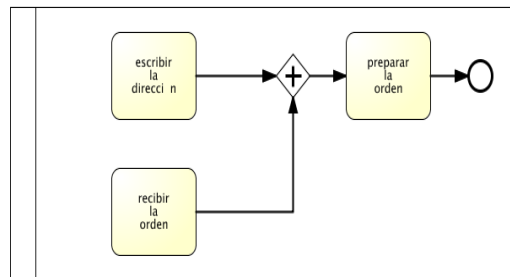 escribir
la
direcci n
preparar
la
orden
recibir
la
orden